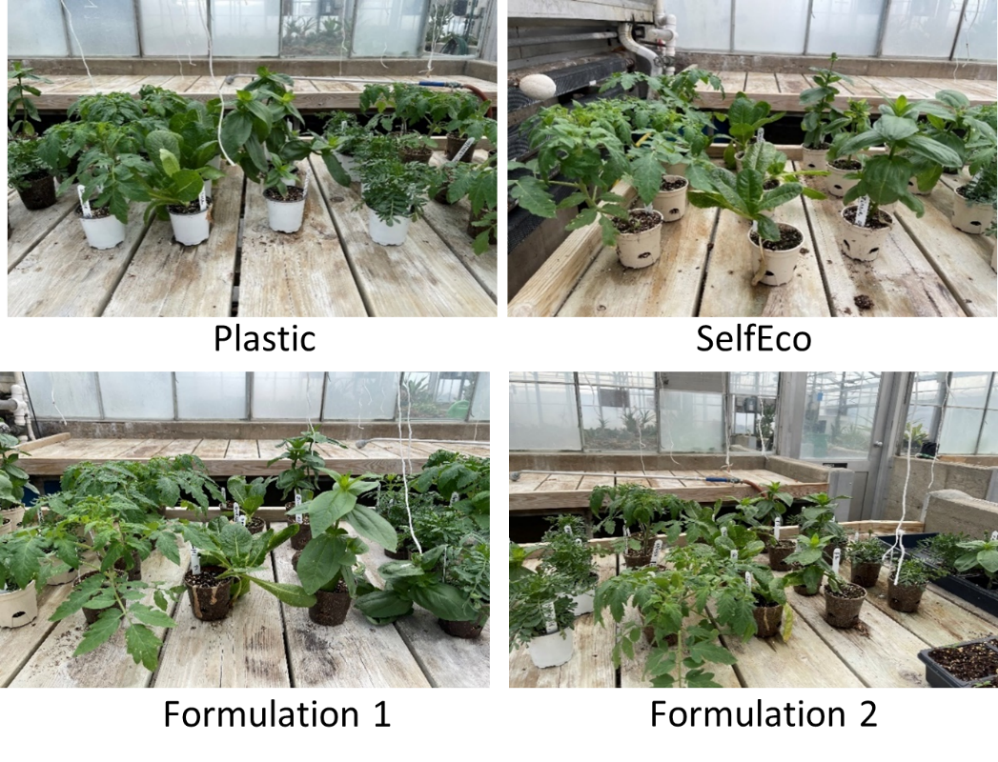 Plastic
SelfEco
Formulation 1
Formulation 2